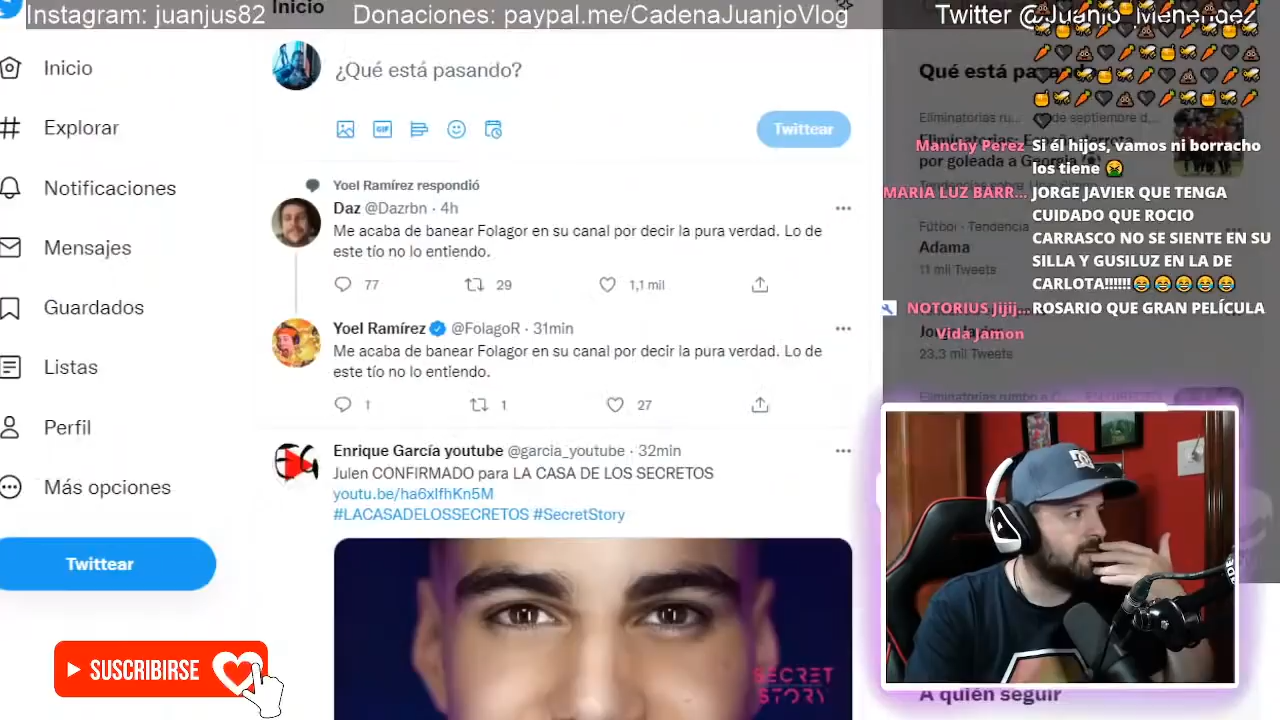 Instagram: juanjus82
Donaciones: paypal.me/CadenaJuanjoVlog
Twitter @Juanjo_Menendez
Inicio
Inicio
Explorar
Notificaciones
Mensajes
Guardados
Listas
Perfil
Más opciones
Twittear
SUSCRIBIRSE
¿Qué está pasando?
GIF
Twittear
Yoel Ramírez respondió
Daz @Dazrbn · 4h
Me acaba de banear Folagor en su canal por decir la pura verdad. Lo de
este tío no lo entiendo.
77 29 1,1 mil
Yoel Ramírez @FolagoR · 31min
Me acaba de banear Folagor en su canal por decir la pura verdad. Lo de
este tío no lo entiendo.
1 1 27
Enrique García youtube @garcia_youtube · 32min
Julen CONFIRMADO para LA CASA DE LOS SECRETOS
youtu.be/ha6xlfhKn5M
#LACASADELOSSECRETOS #SecretStory
SECRET
STORY
Qué está pasando
Eliminatorias ru... de septiembre d...
Eliminatorias: España derrota
por goleada a Georgia
Fútbol · Tendencia
Adama
11 mil Tweets
23,3 mil Tweets
Manchy Perez Si él hijos, vamos ni borracho
los tiene
MARIA LUZ BARR... JORGE JAVIER QUE TENGA
CUIDADO QUE ROCIO
CARRASCO NO SE SIENTE EN SU
SILLA Y GUSILUZ EN LA DE
CARLOTA!!!!!!
NOTORIUS Jijij... ROSARIO QUE GRAN PELÍCULA
Vida Jamon
A quién seguir